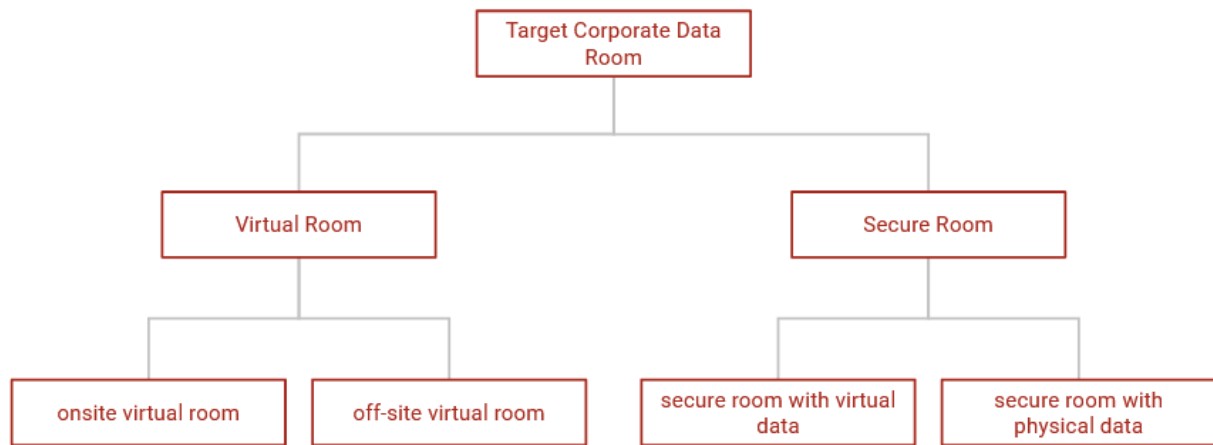 Target Corporate Data
Room
Virtual Room
Secure Room
onsite virtual room
off-site virtual room
secure room with virtual
data
secure room with
physical data